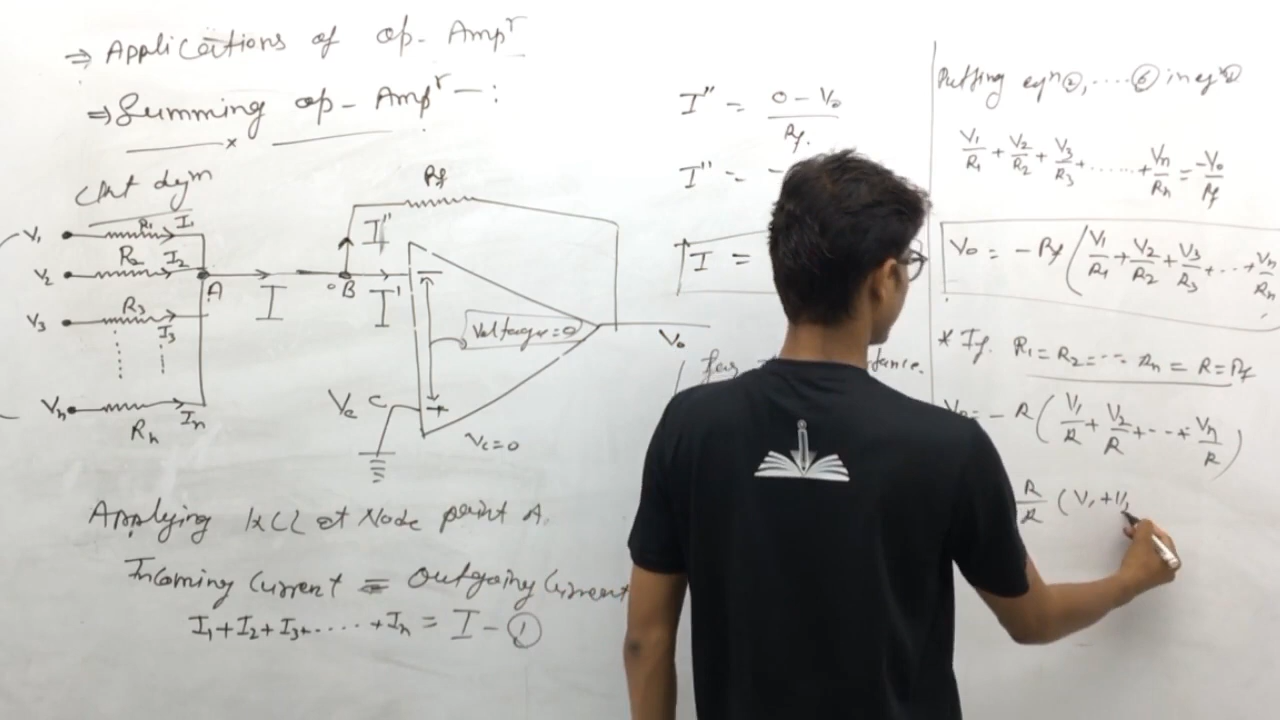 ⇒ Applications of op-Ampʳ
⇒ Summing op-Ampʳ-:
Ckt dgm
V₁ R₁ I₁
V₂ R₂ I₂
V₃ R₃ I₃
Vₙ Rₙ In
A
I
B
I'
I"
Rf
Voltage=0
Vc C
Vc=0
V₀
Applying KCL at Node point A.
Incoming Current = Outgoing Current
I₁+I₂+I₃+.....+Iₙ = I - ①
I" = 0-V₀/Rf.
I" = -
I =
Putting eqⁿ②,....⑥ in eqⁿ①
V₁/R₁ + V₂/R₂ + V₃/R₃ + ...... + Vₙ/Rₙ = -V₀/Rf
V₀ = -Rf(V₁/R₁ + V₂/R₂ + V₃/R₃ + ... + Vₙ/Rₙ
* If. R₁=R₂=--- Rₙ = R = Rf
V₀ = -R(V₁/R + V₂/R + --- + Vₙ/R)
R/R (V₁+V₂